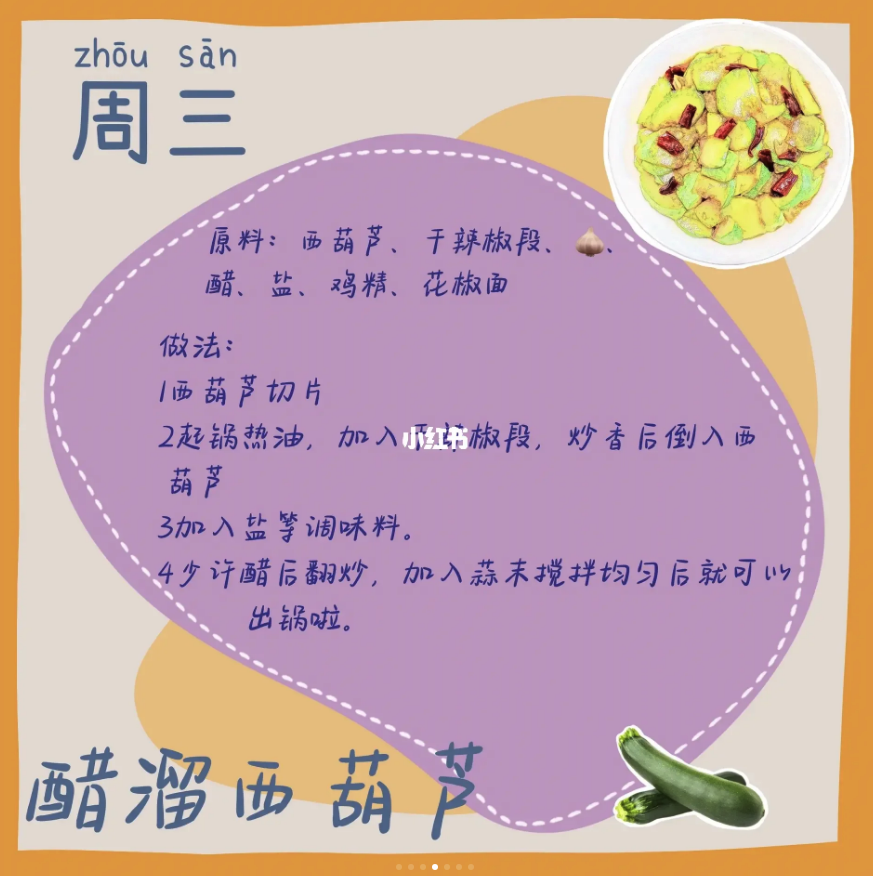 zhōu sān
周三
原料：西葫芦、干辣椒段、🧄、
醋、盐、鸡精、花椒面
做法：
1西葫芦切片
2起锅热油，加入椒段，炒香后倒入西
葫芦
小红书
3加入盐等调味料。
4少许醋后翻炒，加入蒜末搅拌均匀后就可以
出锅啦。
醋溜西葫芦